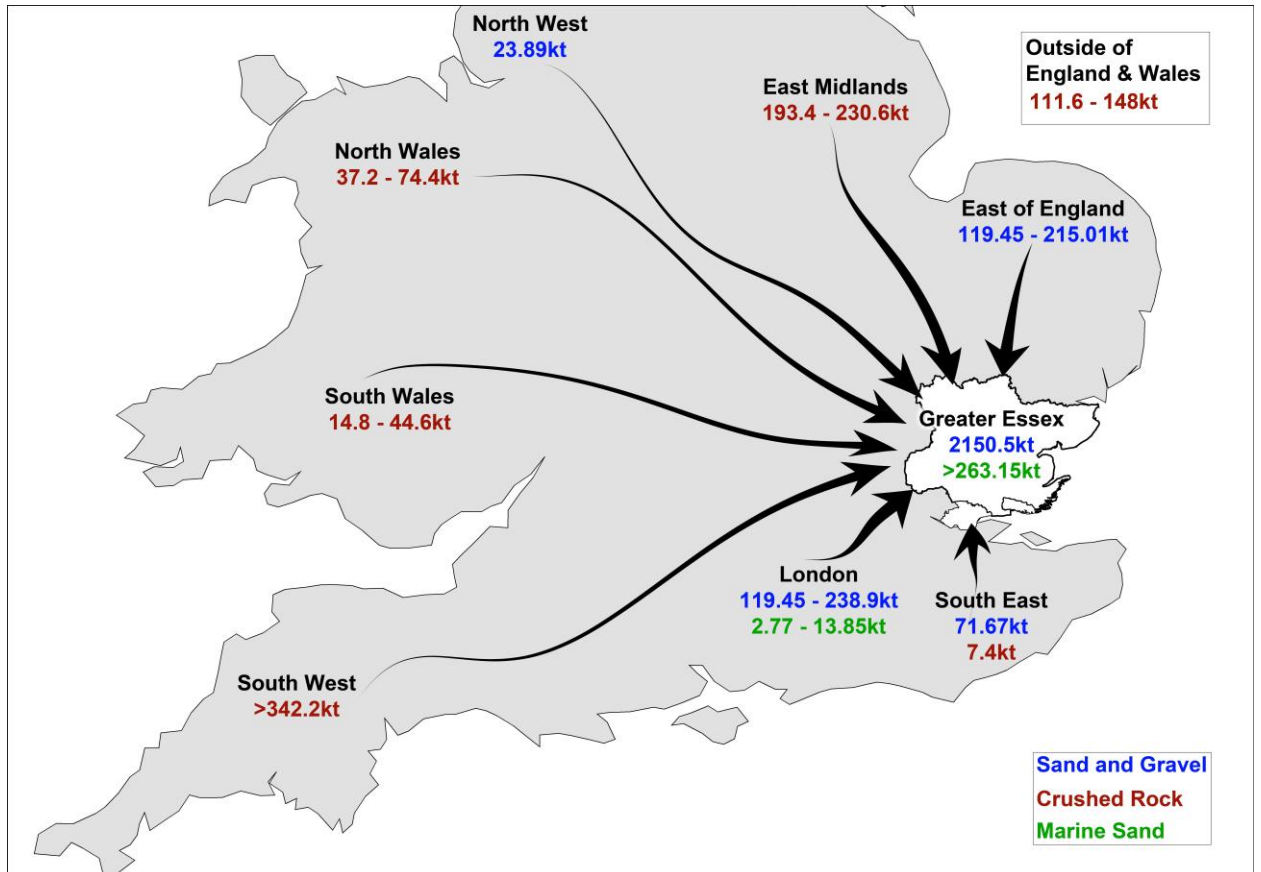 North West
23.89kt
Outside of
England & Wales
111.6 - 148kt
East Midlands
193.4 - 230.6kt
North Wales
37.2 - 74.4kt
East of England
119.45 - 215.01kt
South Wales
14.8 - 44.6kt
Greater Essex
2150.5kt
>263.15kt
London
119.45 - 238.9kt
2.77 - 13.85kt
South East
71.67kt
7.4kt
South West
>342.2kt
Sand and Gravel
Crushed Rock
Marine Sand